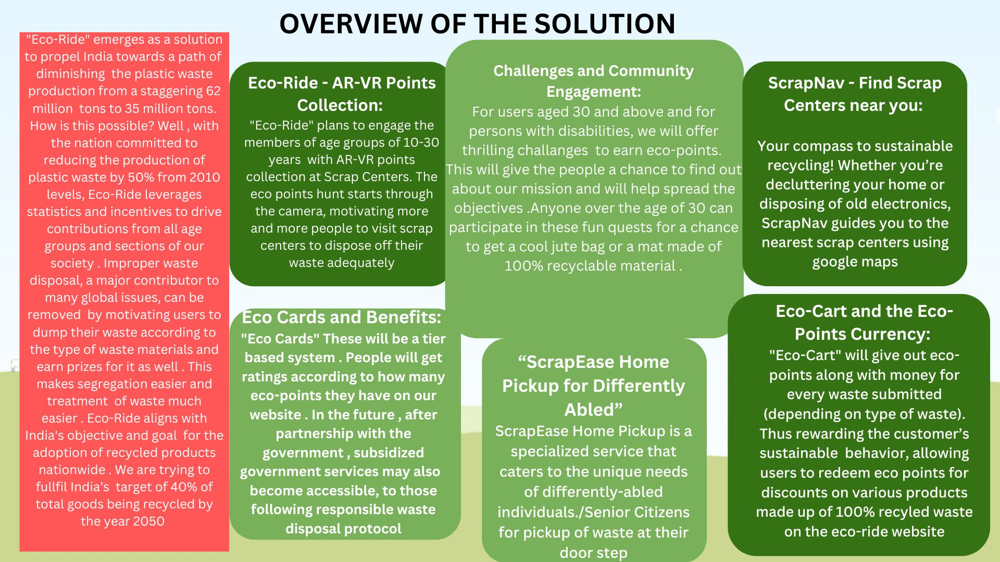 OVERVIEW OF THE SOLUTION
"Eco-Ride" emerges as a solution
to propel India towards a path of
diminishing  the plastic waste
production from a staggering 62
million  tons to 35 million tons.
How is this possible? Well , with
the nation committed to
reducing the production of
plastic waste by 50% from 2010
levels, Eco-Ride leverages
statistics and incentives to drive
contributions from all age
groups and sections of our
society . Improper waste
disposal, a major contributor to
many global issues, can be
removed  by motivating users to
dump their waste according to
the type of waste materials and
earn prizes for it as well . This
makes segregation easier and
treatment  of waste much
easier . Eco-Ride aligns with
India's objective and goal  for the
adoption of recycled products
nationwide . We are trying to
fullfil India’s  target of 40% of
total goods being recycled by
the year 2050
Eco-Ride - AR-VR Points
Collection:
"Eco-Ride" plans to engage the
members of age groups of 10-30
years  with AR-VR points
collection at Scrap Centers. The
eco points hunt starts through
the camera, motivating more
and more people to visit scrap
centers to dispose off their
waste adequately
Challenges and Community
Engagement:
For users aged 30 and above and for
persons with disabilities, we will offer
thrilling challanges  to earn eco-points.
This will give the people a chance to find out
about our mission and will help spread the
objectives .Anyone over the age of 30 can
participate in these fun quests for a chance
to get a cool jute bag or a mat made of
100% recyclable material .
ScrapNav - Find Scrap
Centers near you:
Your compass to sustainable
recycling! Whether you’re
decluttering your home or
disposing of old electronics,
ScrapNav guides you to the
nearest scrap centers using
google maps
Eco Cards and Benefits:
"Eco Cards" These will be a tier
based system . People will get
ratings according to how many
eco-points they have on our
website . In the future , after
partnership with the
government , subsidized
government services may also
become accessible, to those
following responsible waste
disposal protocol
“ScrapEase Home
Pickup for Differently
Abled”
ScrapEase Home Pickup is a
specialized service that
caters to the unique needs
of differently-abled
individuals./Senior Citizens
for pickup of waste at their
door step
Eco-Cart and the Eco-
Points Currency:
"Eco-Cart" will give out eco-
points along with money for
every waste submitted
(depending on type of waste).
Thus rewarding the customer’s
sustainable  behavior, allowing
users to redeem eco points for
discounts on various products
made up of 100% recyled waste
on the eco-ride website